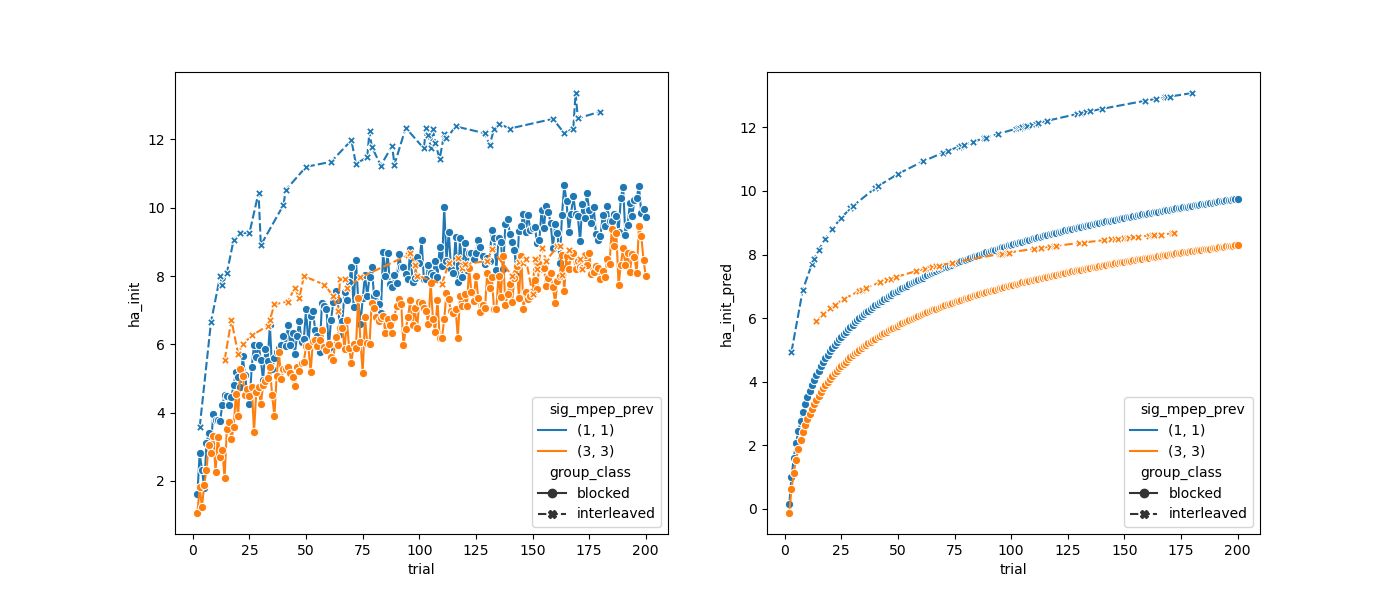 ha_init
12
10
8
6
4
2
0
25
50
75
100
125
150
175
200
trial
sig_mpep_prev
(1, 1)
(3, 3)
group_class
blocked
interleaved
ha_init_pred
12
10
8
6
4
2
0
0
25
50
75
100
125
150
175
200
trial
sig_mpep_prev
(1, 1)
(3, 3)
group_class
blocked
interleaved